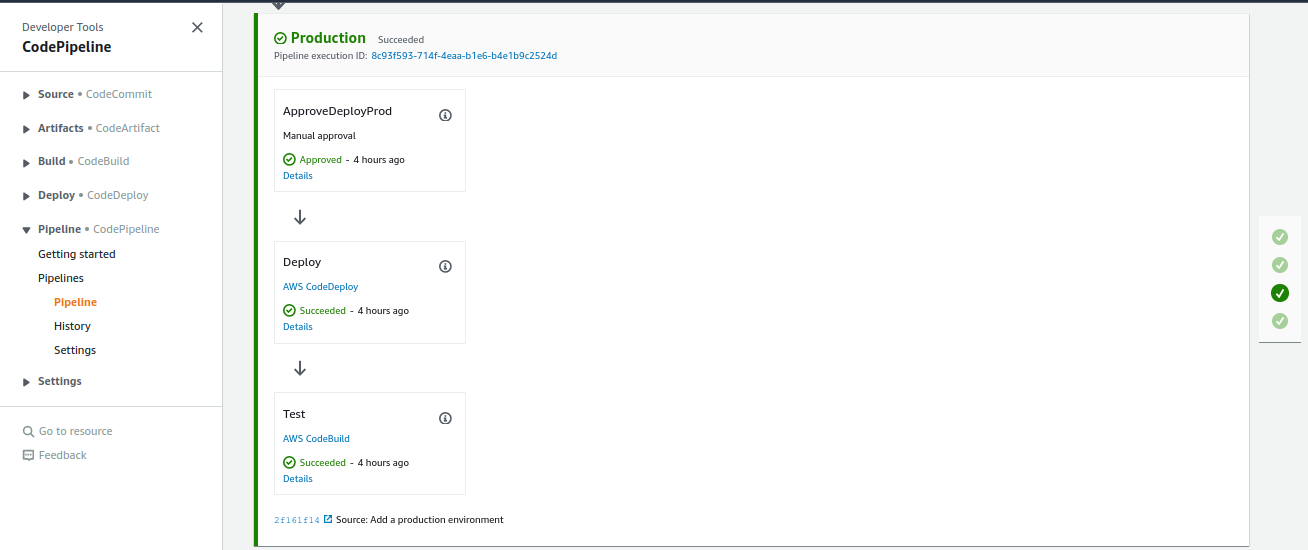 Developer Tools
CodePipeline
Source • CodeCommit
Artifacts • CodeArtifact
Build • CodeBuild
Deploy • CodeDeploy
Pipeline • CodePipeline
Getting started
Pipelines
Pipeline
History
Settings
Settings
Go to resource
Feedback
Production Succeeded
Pipeline execution ID: 8c93f593-714f-4eaa-b1e6-b4e1b9c2524d
ApproveDeployProd
Manual approval
Approved - 4 hours ago
Details
Deploy
AWS CodeDeploy
Succeeded - 4 hours ago
Details
Test
AWS CodeBuild
Succeeded - 4 hours ago
Details
2f161f14 Source: Add a production environment